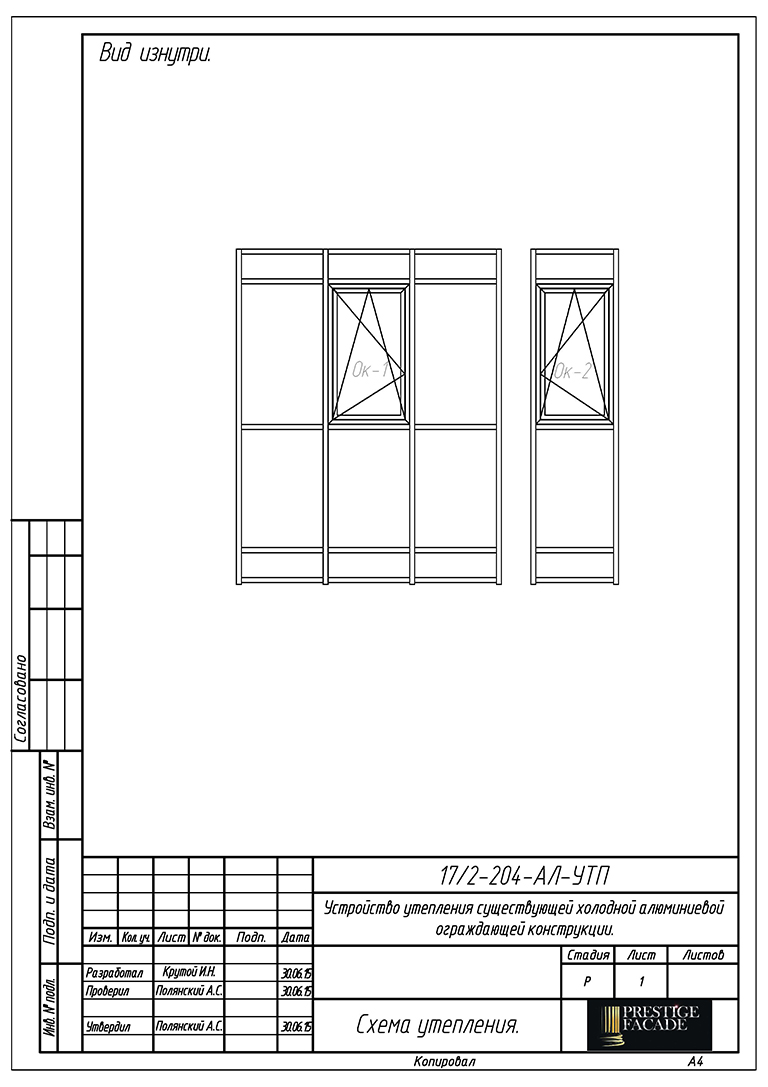 Вид изнутри.
Ок-1
Ок-2
Согласовано
Взам. инв. №
Подп. и дата
Инв. № подл.
17/2-204-АЛ-УТП
Устройство утепления существующей холодной алюминиевой
ограждающей конструкции.
Изм. Кол. уч. Лист № док. Подп. Дата
Стадия Лист Листов
Разработал Крутой И.Н. 30.06.15
Р 1
Проверил Полянский А.С. 30.06.15
Утвердил Полянский А.С. 30.06.15
Схема утепления.
PRESTIGE
FACADE
Копировал А4